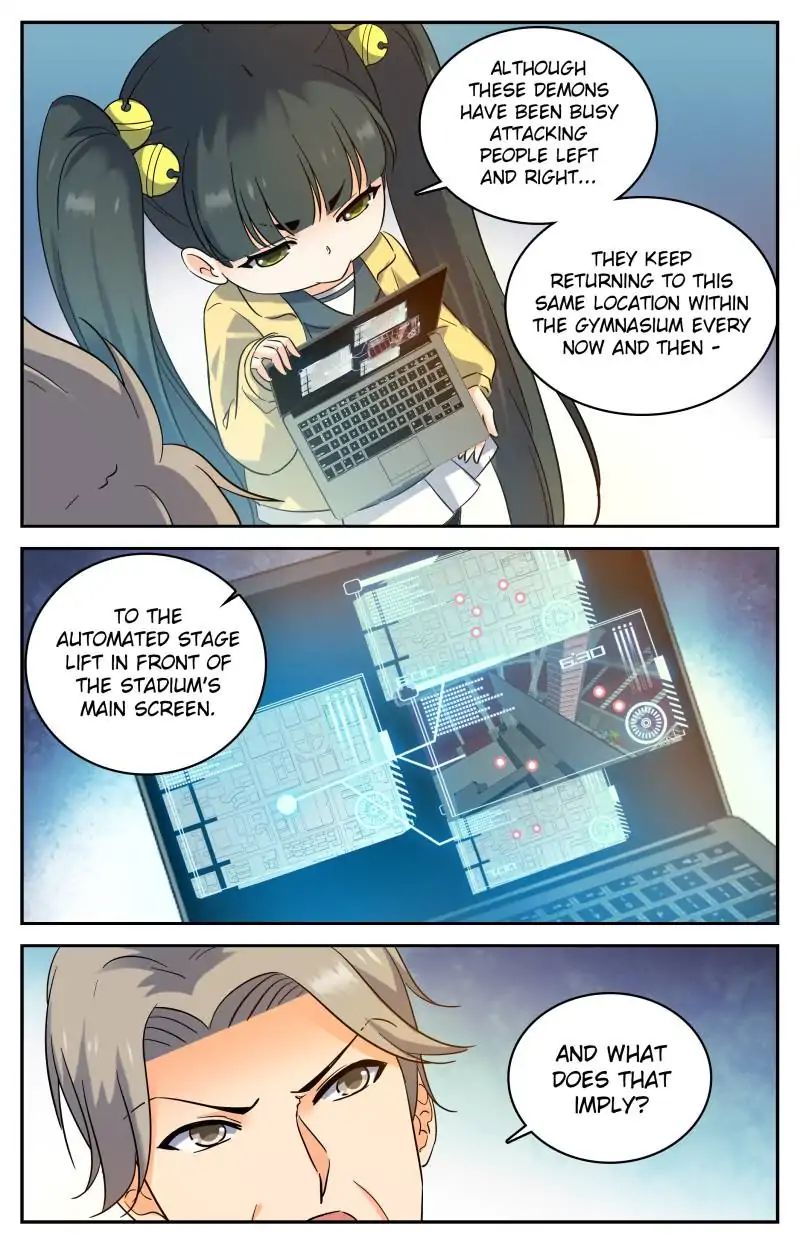 ALTHOUGH
THESE DEMONS
HAVE BEEN BUSY
ATTACKING
PEOPLE LEFT
AND RIGHT...
THEY KEEP
RETURNING TO THIS
SAME LOCATION WITHIN
THE GYMNASIUM EVERY
NOW AND THEN -
TO THE
AUTOMATED STAGE
LIFT IN FRONT OF
THE STADIUM'S
MAIN SCREEN.
6:30
AND WHAT
DOES THAT
IMPLY?